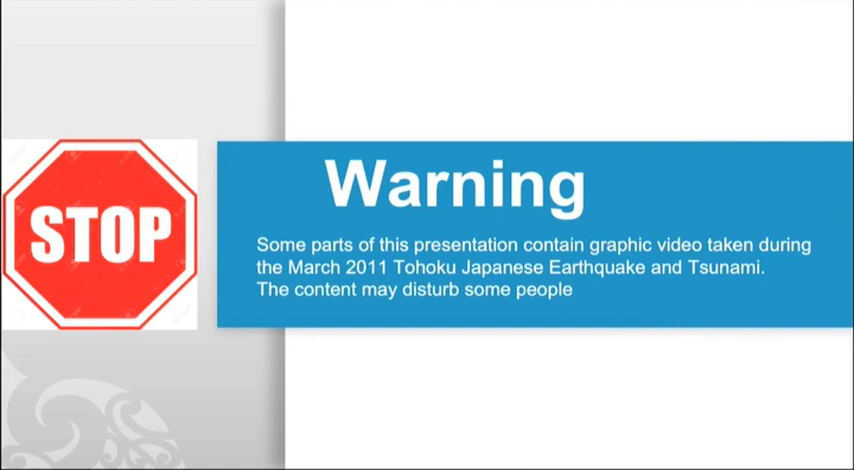 STOP
Warning
Some parts of this presentation contain graphic video taken during
the March 2011 Tohoku Japanese Earthquake and Tsunami.
The content may disturb some people